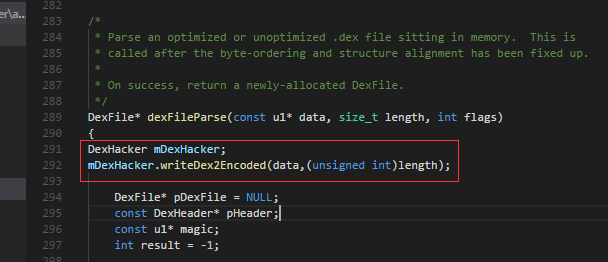 er\a...
282
283
284 /*
285 * Parse an optimized or unoptimized .dex file sitting in memory.  This is
286 * called after the byte-ordering and structure alignment has been fixed up.
287 *
288 * On success, return a newly-allocated DexFile.
289 */
290 DexFile* dexFileParse(const u1* data, size_t length, int flags)
291 {
DexHacker mDexHacker;
292 mDexHacker.writeDex2Encoded(data,(unsigned int)length);
293
294 DexFile* pDexFile = NULL;
295 const DexHeader* pHeader;
296 const u1* magic;
297 int result = -1;
298